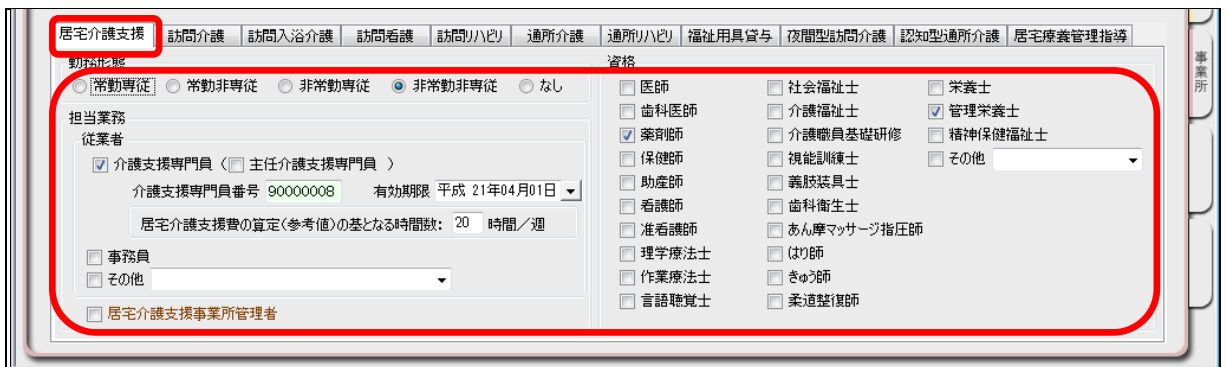 居宅介護支援 訪問介護 訪問入浴介護 訪問看護 訪問リハビリ 通所介護 通所リハビリ 福祉用具貸与 夜間型訪問介護 認知型通所介護 居宅療養管理指導
事業所
勤務形態
常勤専従 常勤非専従 非常勤専従 非常勤非専従 なし
担当業務
従業者
介護支援専門員 ( 主任介護支援専門員 )
介護支援専門員番号 90000008 有効期限 平成 21年04月01日
居宅介護支援費の算定(参考値)の基となる時間数: 20 時間/週
事務員
その他
居宅介護支援事業所管理者
資格
医師 社会福祉士 栄養士
歯科医師 介護福祉士 管理栄養士
薬剤師 介護職員基礎研修 精神保健福祉士
保健師 視能訓練士 その他
助産師 義肢装具士
看護師 歯科衛生士
准看護師 あん摩マッサージ指圧師
理学療法士 はり師
作業療法士 きゅう師
言語聴覚士 柔道整復師